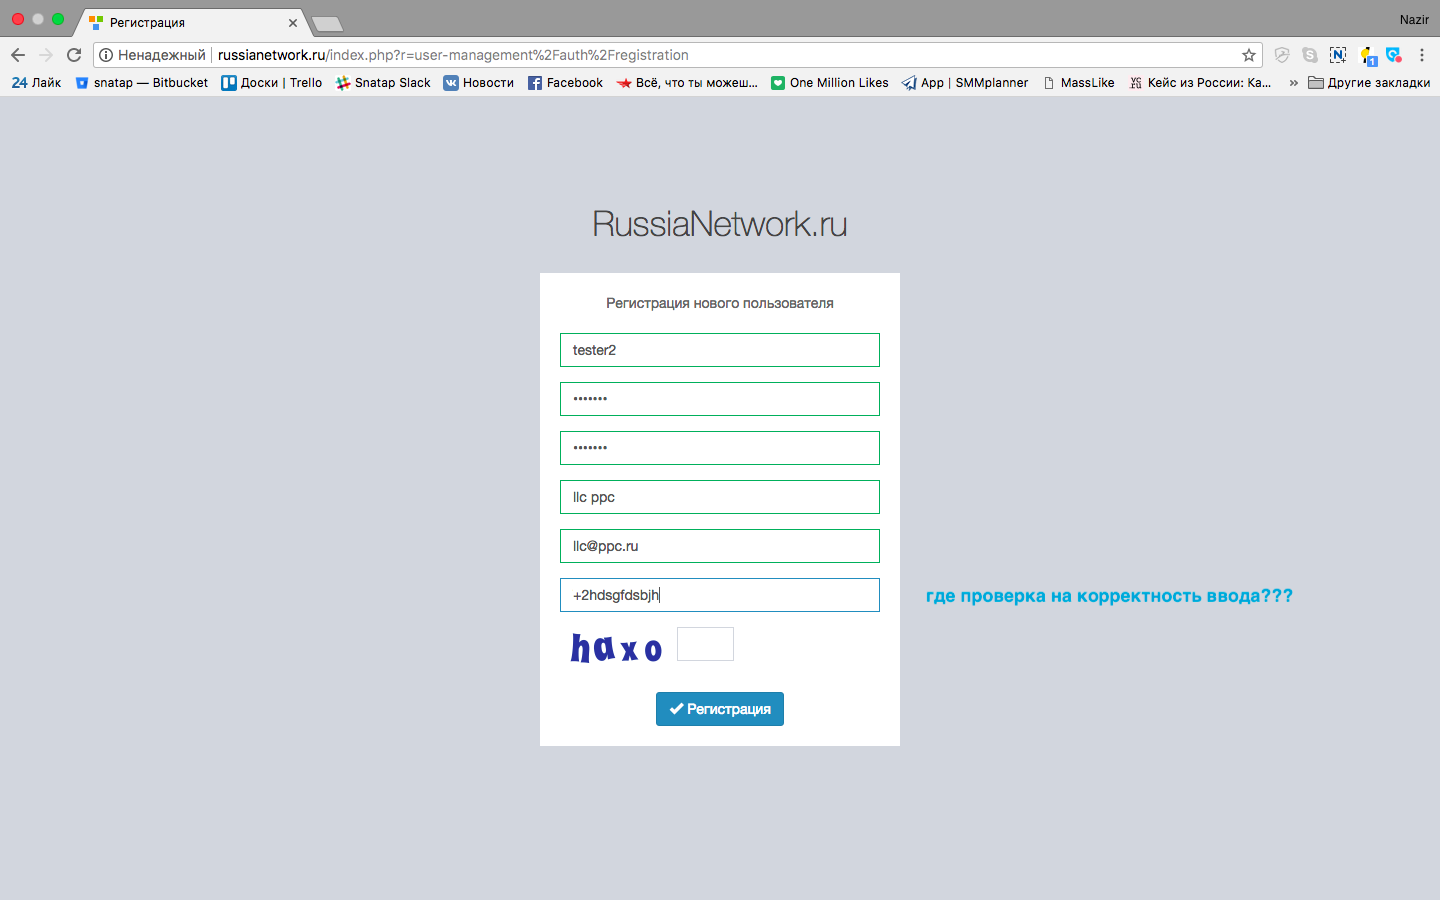 Регистрация
Nazir
Ненадежный russianetwork.ru/index.php?r=user-management%2Fauth%2Fregistration
24 Лайк snatap — Bitbucket Доски | Trello Snatap Slack Новости Facebook Всё, что ты можеш... One Million Likes App | SMMplanner MassLike Кейс из России: Ка... » Другие закладки
RussiaNetwork.ru
Регистрация нового пользователя
tester2
•••••••
•••••••
llc ppc
llc@ppc.ru
+2hdsgfdsbjh
где проверка на корректность ввода???
haxo
Регистрация